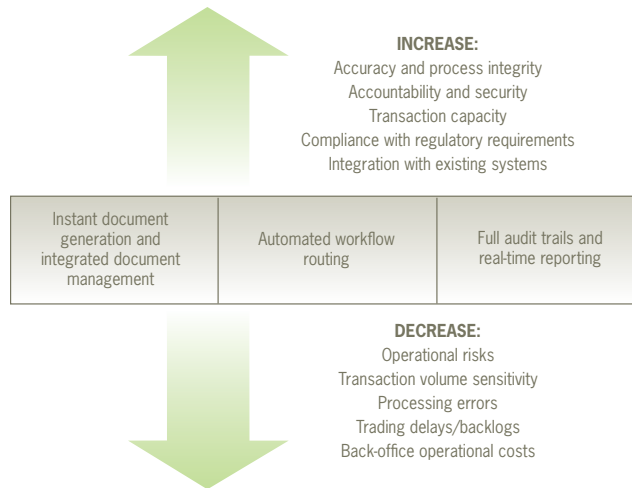 INCREASE:
Accuracy and process integrity
Accountability and security
Transaction capacity
Compliance with regulatory requirements
Integration with existing systems
Instant document
generation and
integrated document
management
Automated workflow
routing
Full audit trails and
real-time reporting
DECREASE:
Operational risks
Transaction volume sensitivity
Processing errors
Trading delays/backlogs
Back-office operational costs